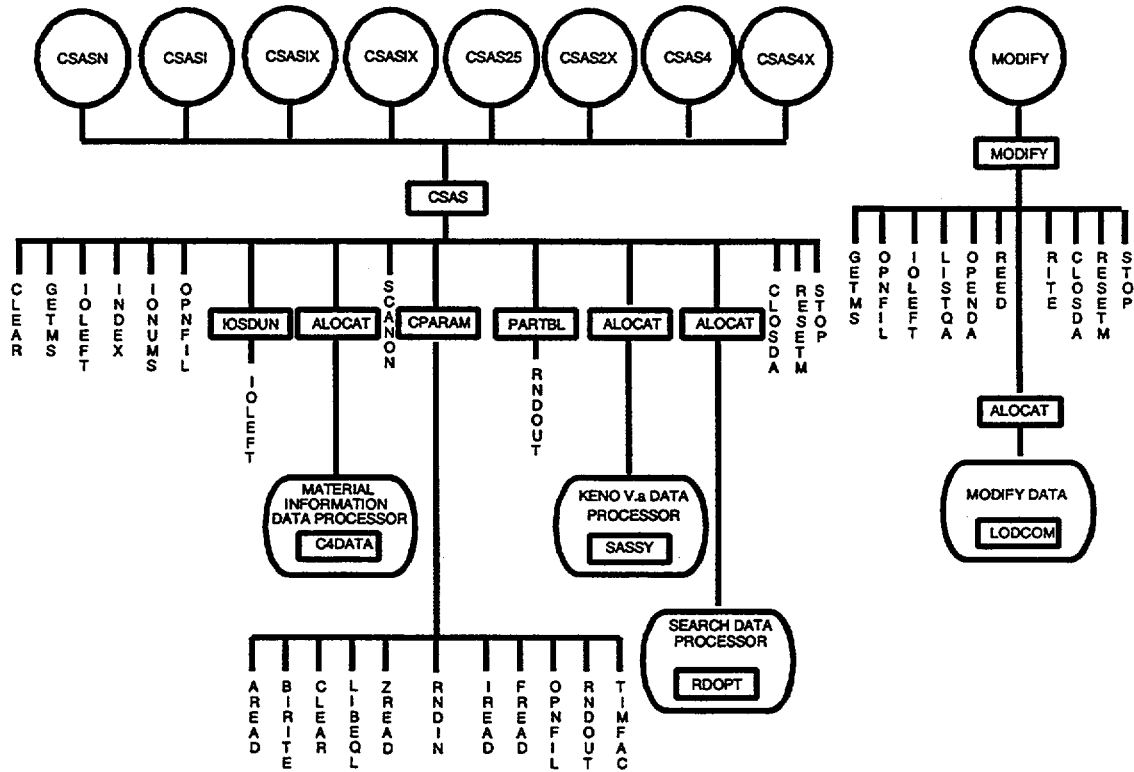 CSASN
CSASI
CSASIX
CSASIX
CSAS25
CSAS2X
CSAS4
CSAS4X
MODIFY
MODIFY
CSAS
CLEAR
GETMS
IOLEFT
INDEX
IONUMS
OPNFIL
IOSDUN
IOLEFT
ALOCAT
SCANON
CPARAM
PARTBL
RNDOUT
ALOCAT
ALOCAT
CLOSDA
RESETM
STOP
GETMS
OPNFIL
IOLEFT
LISTQA
OPENDA
REED
RITE
CLOSDA
RESETM
STOP
ALOCAT
MATERIAL
INFORMATION
DATA PROCESSOR
C4DATA
KENO V.a DATA
PROCESSOR
SASSY
MODIFY DATA
LODCOM
SEARCH DATA
PROCESSOR
RDOPT
AREAD
BIRITE
CLEAR
LIBEQL
ZREAD
RNDIN
IREAD
FREAD
OPNFIL
RNDOUT
TIMFAC